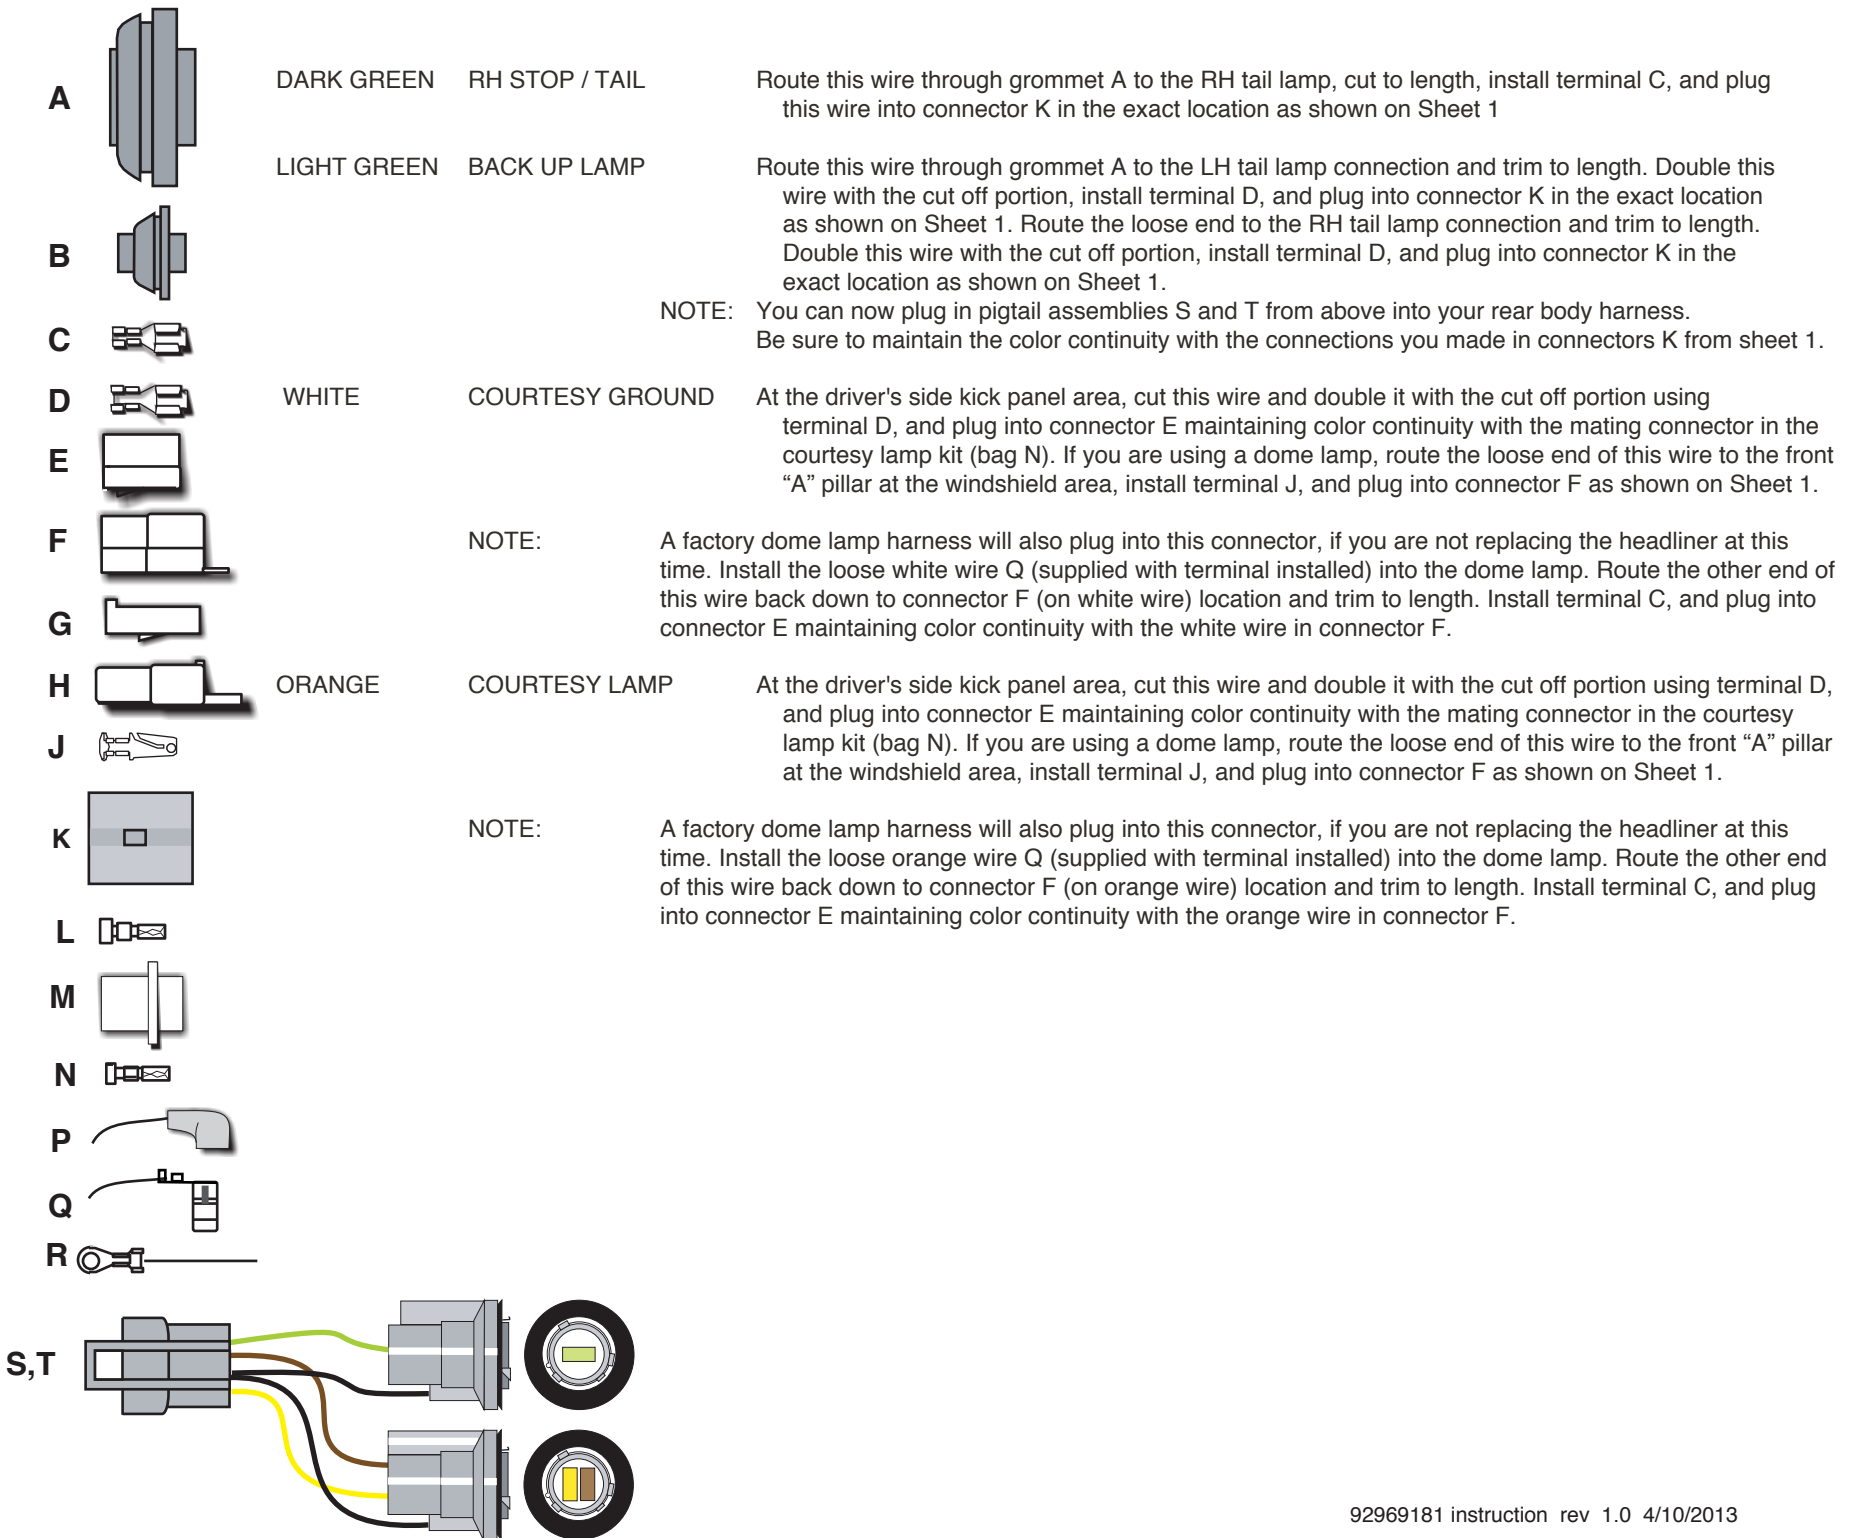 A
DARK GREEN RH STOP / TAIL Route this wire through grommet A to the RH tail lamp, cut to length, install terminal C, and plug
this wire into connector K in the exact location as shown on Sheet 1
LIGHT GREEN BACK UP LAMP Route this wire through grommet A to the LH tail lamp connection and trim to length. Double this
wire with the cut off portion, install terminal D, and plug into connector K in the exact location
as shown on Sheet 1. Route the loose end to the RH tail lamp connection and trim to length.
B
Double this wire with the cut off portion, install terminal D, and plug into connector K in the
exact location as shown on Sheet 1.
NOTE: You can now plug in pigtail assemblies S and T from above into your rear body harness.
C
Be sure to maintain the color continuity with the connections you made in connectors K from sheet 1.
D
WHITE COURTESY GROUND At the driver's side kick panel area, cut this wire and double it with the cut off portion using
terminal D, and plug into connector E maintaining color continuity with the mating connector in the
E
courtesy lamp kit (bag N). If you are using a dome lamp, route the loose end of this wire to the front
“A” pillar at the windshield area, install terminal J, and plug into connector F as shown on Sheet 1.
F
NOTE: A factory dome lamp harness will also plug into this connector, if you are not replacing the headliner at this
time. Install the loose white wire Q (supplied with terminal installed) into the dome lamp. Route the other end of
this wire back down to connector F (on white wire) location and trim to length. Install terminal C, and plug into
G
connector E maintaining color continuity with the white wire in connector F.
H
ORANGE COURTESY LAMP At the driver's side kick panel area, cut this wire and double it with the cut off portion using terminal D,
and plug into connector E maintaining color continuity with the mating connector in the courtesy
J
lamp kit (bag N). If you are using a dome lamp, route the loose end of this wire to the front “A” pillar
at the windshield area, install terminal J, and plug into connector F as shown on Sheet 1.
K
NOTE: A factory dome lamp harness will also plug into this connector, if you are not replacing the headliner at this
time. Install the loose orange wire Q (supplied with terminal installed) into the dome lamp. Route the other end
of this wire back down to connector F (on orange wire) location and trim to length. Install terminal C, and plug
into connector E maintaining color continuity with the orange wire in connector F.
L
M
N
P
Q
R
S,T
92969181 instruction rev 1.0 4/10/2013